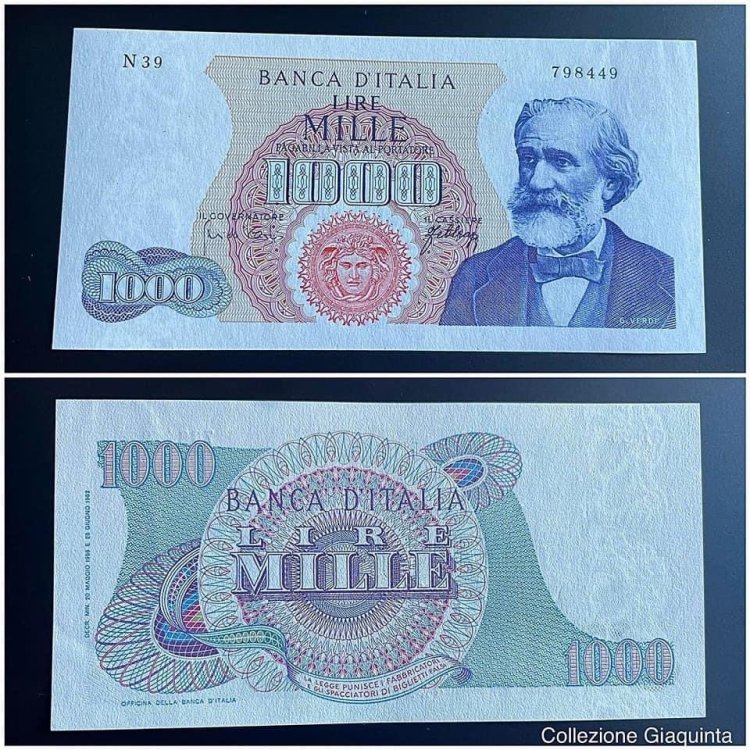 N 39
798449
BANCA D'ITALIA
LIRE
MILLE
PAGABILI A VISTA AL PORTATORE
1000
IL GOVERNATORE
IL CASSIERE
1000
G. VERDI
1000
BANCA D'ITALIA
LIRE
MILLE
1000
LA LEGGE PUNISCE I FABBRICATORI
E GLI SPACCIATORI DI BIGLIETTI FALSI
OFFICINA DELLA BANCA D'ITALIA
Collezione Giaquinta